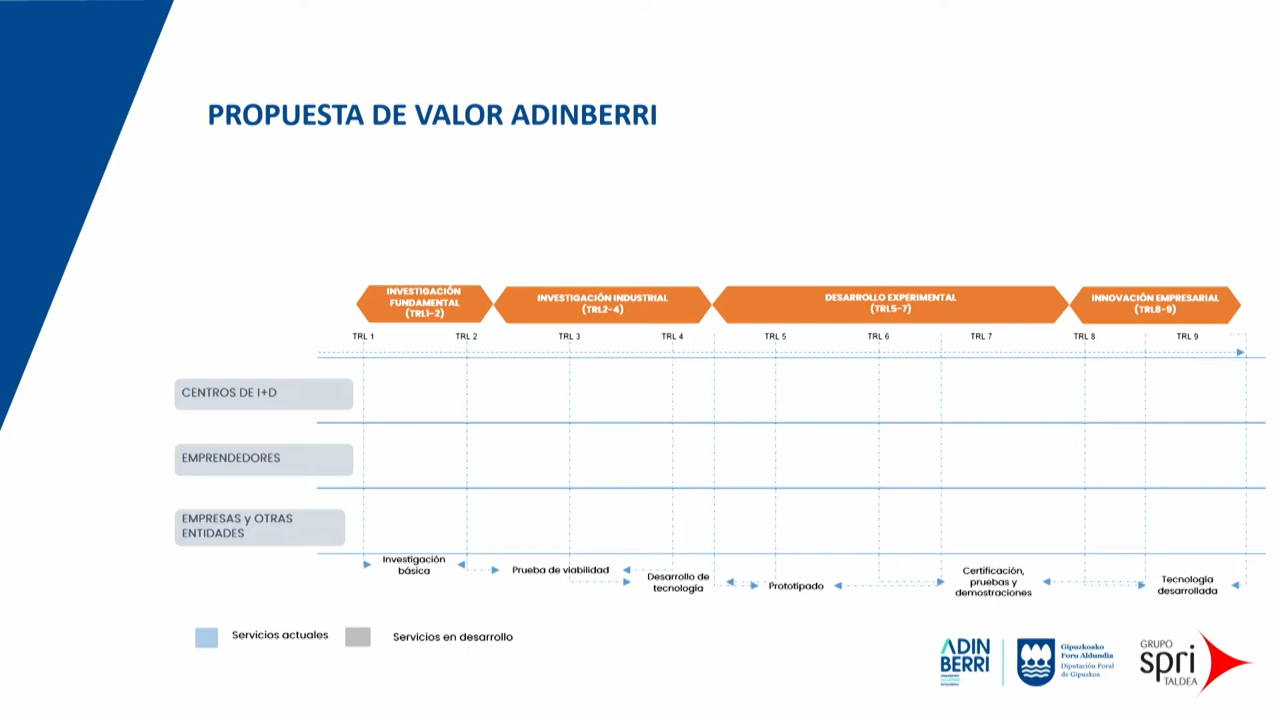 PROPUESTA DE VALOR ADINBERRI
INVESTIGACIÓN
FUNDAMENTAL
(TRL1-2)
INVESTIGACIÓN INDUSTRIAL
(TRL2-4)
DESARROLLO EXPERIMENTAL
(TRL5-7)
INNOVACIÓN EMPRESARIAL
(TRL8-9)
TRL 1
TRL 2
TRL 3
TRL 4
TRL 5
TRL 6
TRL 7
TRL 8
TRL 9
CENTROS DE I+D
EMPRENDEDORES
EMPRESAS y OTRAS
ENTIDADES
Investigación
básica
Prueba de viabilidad
Desarrollo de
tecnología
Prototipado
Certificación,
pruebas y
demostraciones
Tecnología
desarrollada
Servicios actuales
Servicios en desarrollo
ADIN
BERRI
Gipuzkoako
Foru Aldundia
Diputación Foral
de Gipuzkoa
GRUPO
spri
TALDEA